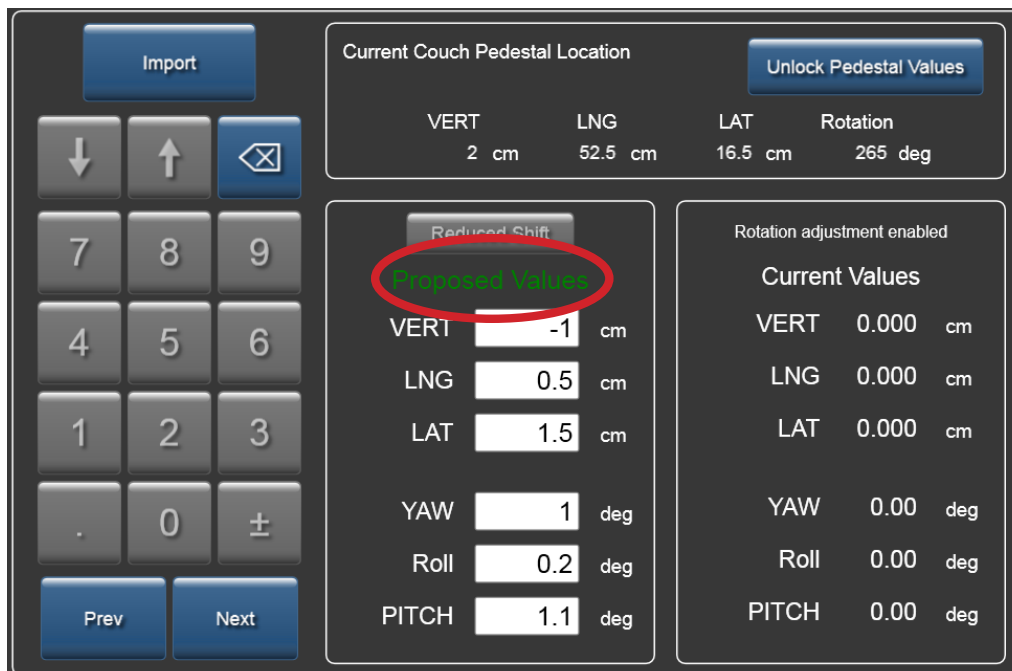 Import
Current Couch Pedestal Location
Unlock Pedestal Values
VERT LNG LAT Rotation
2 cm 52.5 cm 16.5 cm 265 deg
7 8 9
4 5 6
1 2 3
. 0 ±
Prev Next
Reduced Shift
Proposed Values
VERT -1 cm
LNG 0.5 cm
LAT 1.5 cm
YAW 1 deg
Roll 0.2 deg
PITCH 1.1 deg
Rotation adjustment enabled
Current Values
VERT 0.000 cm
LNG 0.000 cm
LAT 0.000 cm
YAW 0.00 deg
Roll 0.00 deg
PITCH 0.00 deg